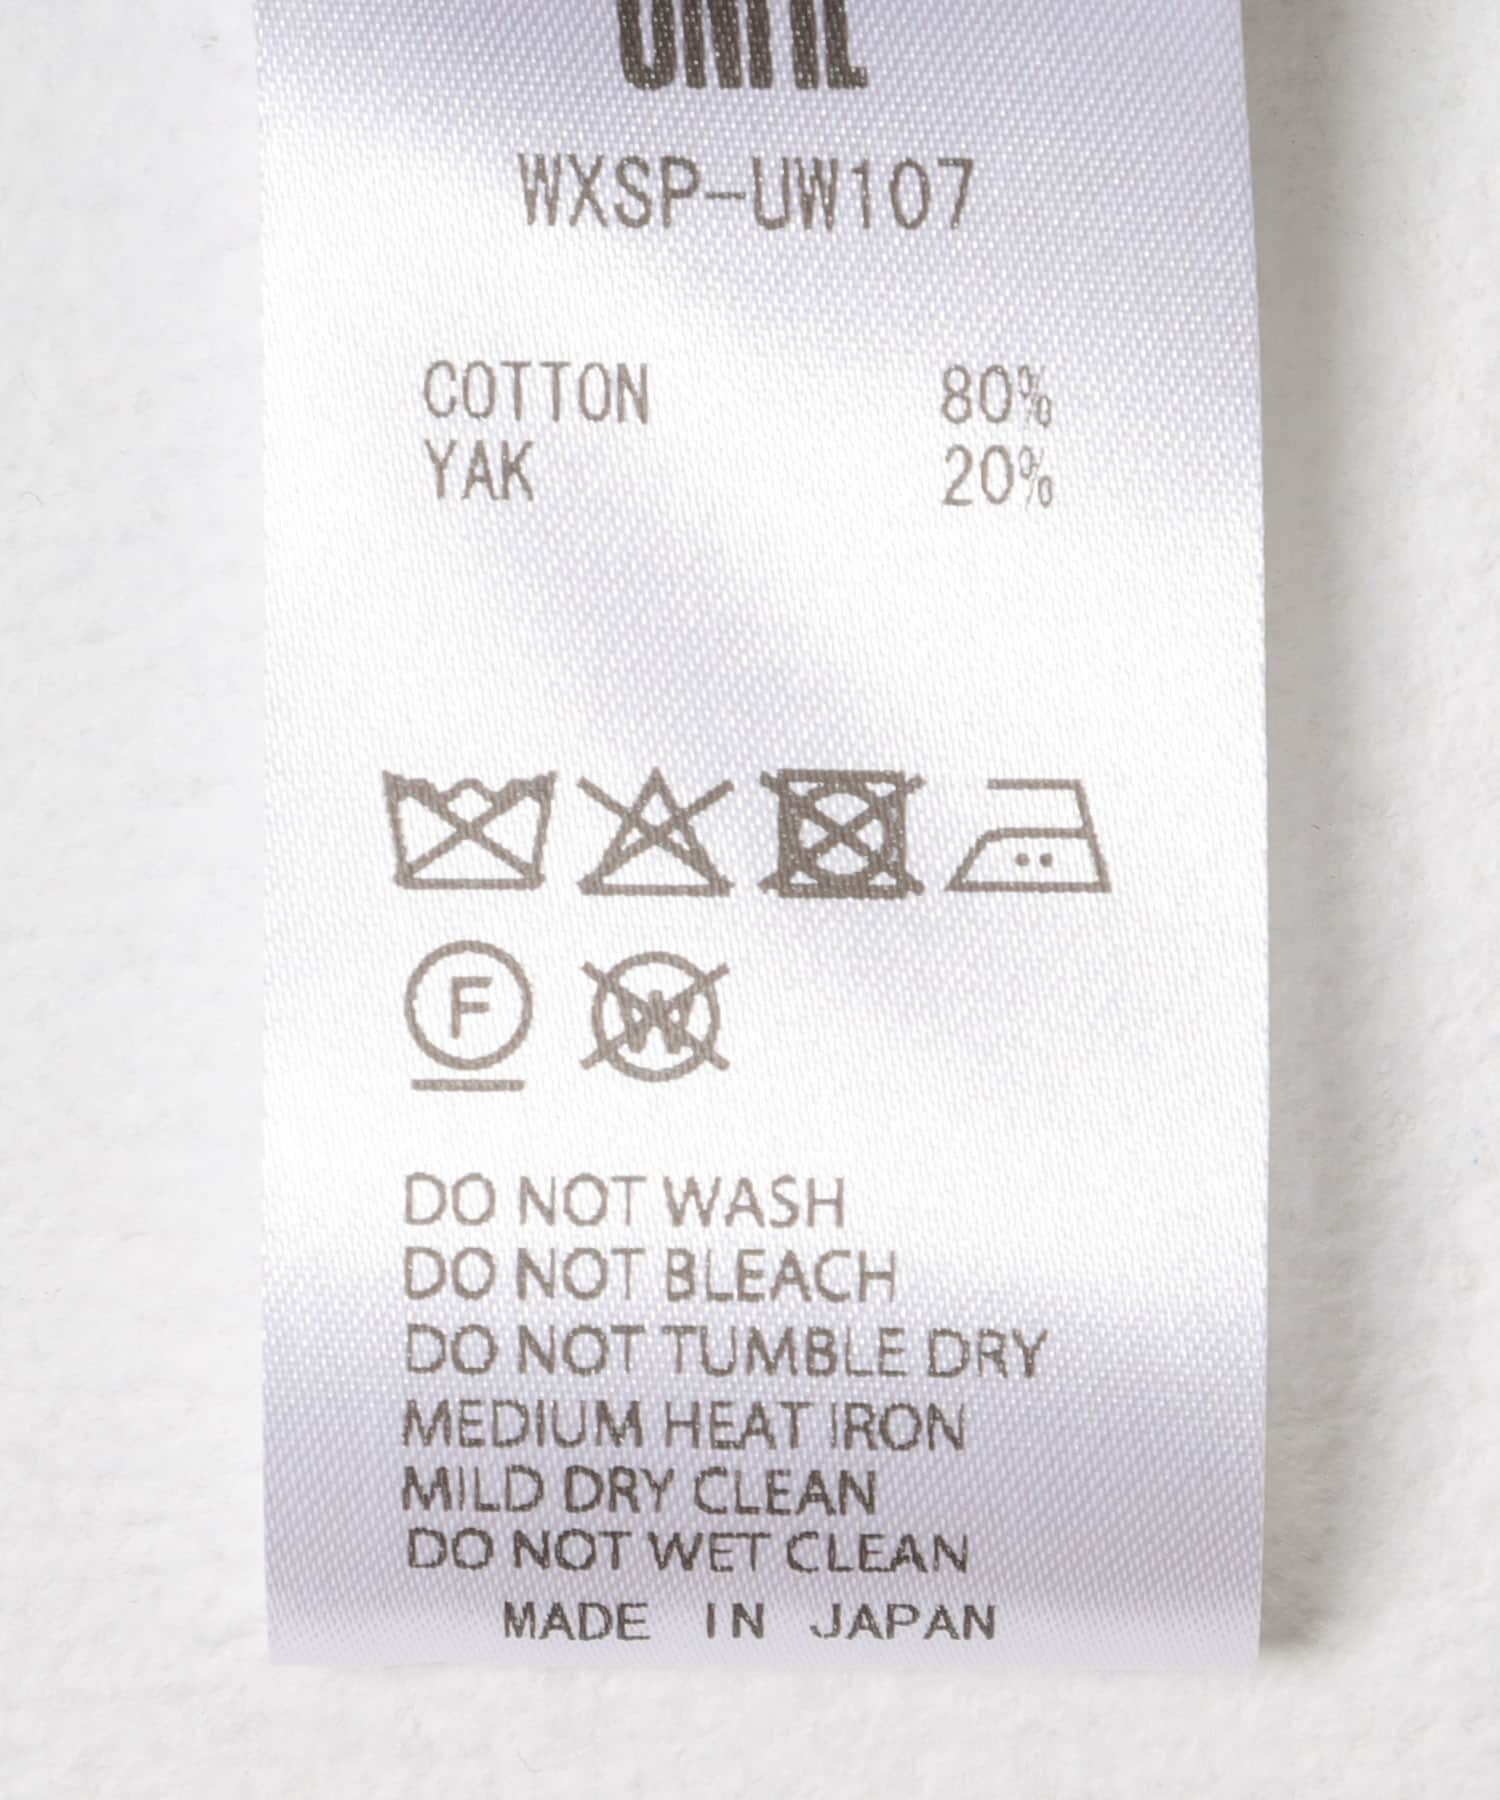 WXSP-UW107
COTTON 80%
YAK 20%
F W
DO NOT WASH
DO NOT BLEACH
DO NOT TUMBLE DRY
MEDIUM HEAT IRON
MILD DRY CLEAN
DO NOT WET CLEAN
MADE IN JAPAN